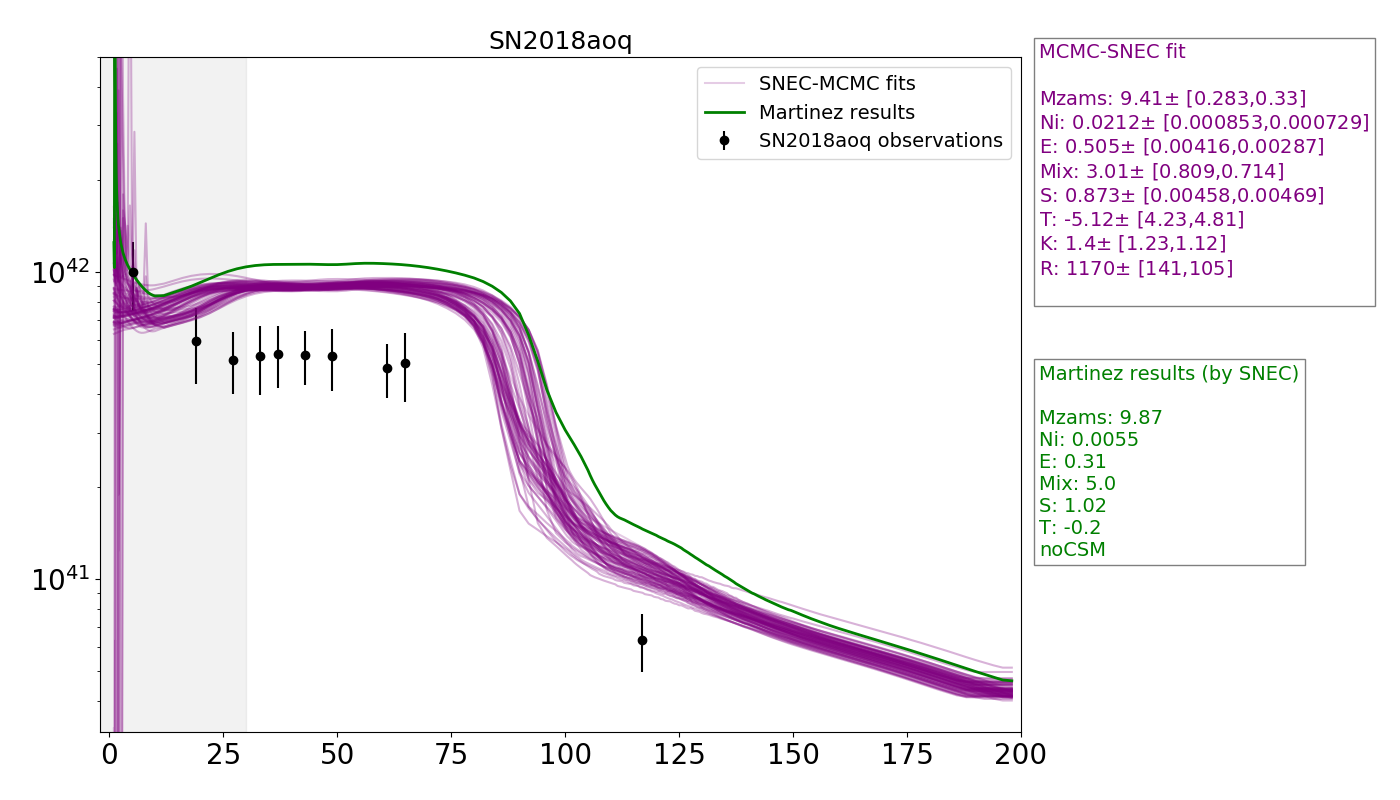 SN2018aoq
SNEC-MCMC fits
Martinez results
SN2018aoq observations
10^42
10^41
0 25 50 75 100 125 150 175 200
MCMC-SNEC fit
Mzams: 9.41± [0.283,0.33]
Ni: 0.0212± [0.000853,0.000729]
E: 0.505± [0.00416,0.00287]
Mix: 3.01± [0.809,0.714]
S: 0.873± [0.00458,0.00469]
T: -5.12± [4.23,4.81]
K: 1.4± [1.23,1.12]
R: 1170± [141,105]
Martinez results (by SNEC)
Mzams: 9.87
Ni: 0.0055
E: 0.31
Mix: 5.0
S: 1.02
T: -0.2
noCSM